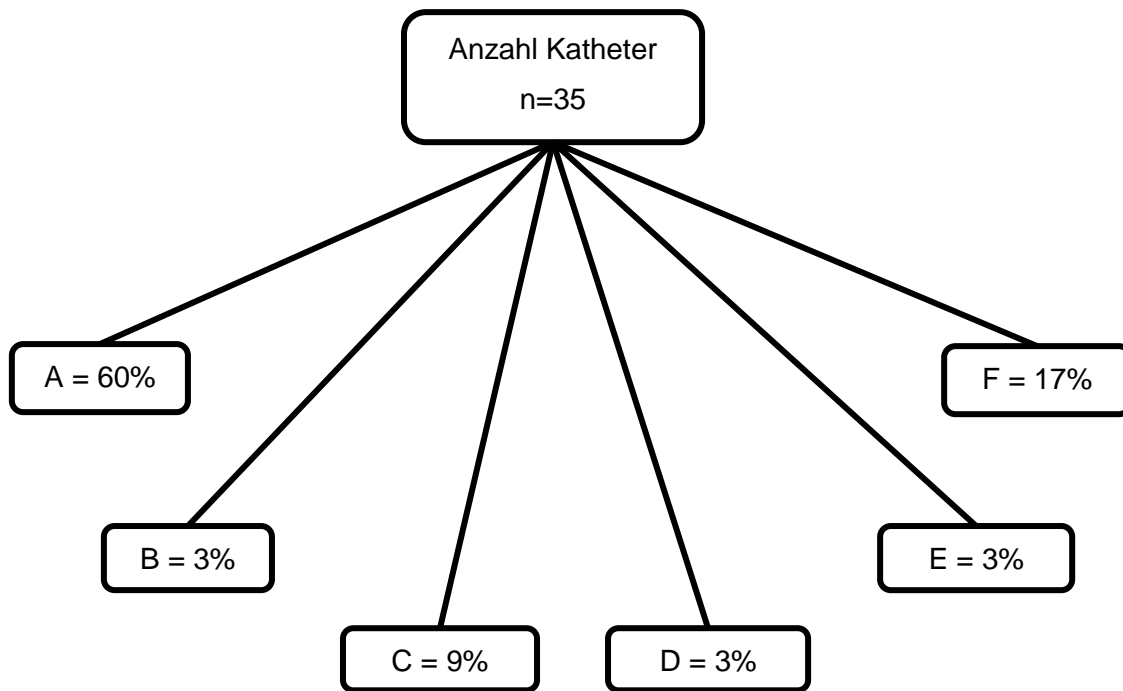 Anzahl Katheter
n=35
A = 60%
F = 17%
B = 3%
E = 3%
C = 9%
D = 3%